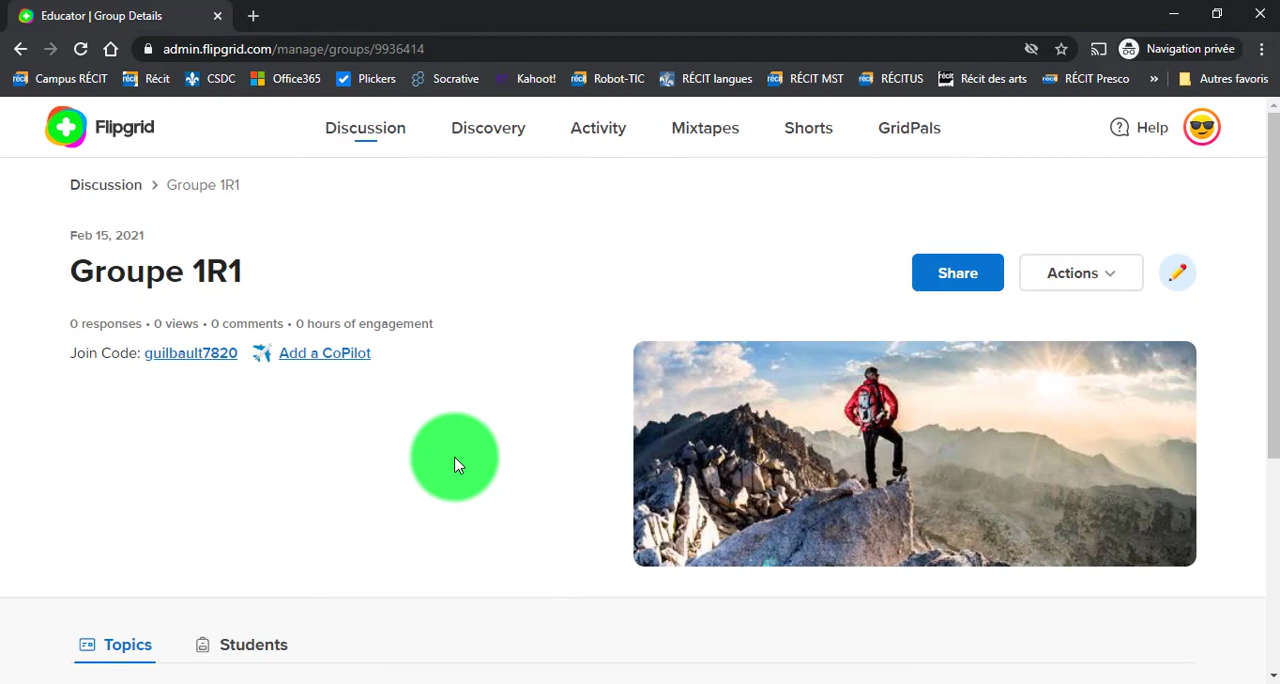 Educator | Group Details
admin.flipgrid.com/manage/groups/9936414
Navigation privée
Campus RÉCIT Récit CSDC Office365 Plickers Socrative Kahoot! Robot-TIC RÉCIT langues RÉCIT MST RÉCITUS Récit des arts RÉCIT Presco » Autres favoris
Flipgrid Discussion Discovery Activity Mixtapes Shorts GridPals Help
Discussion > Groupe 1R1
Feb 15, 2021
Groupe 1R1
Share Actions
0 responses • 0 views • 0 comments • 0 hours of engagement
Join Code: guilbault7820 Add a CoPilot
Topics Students